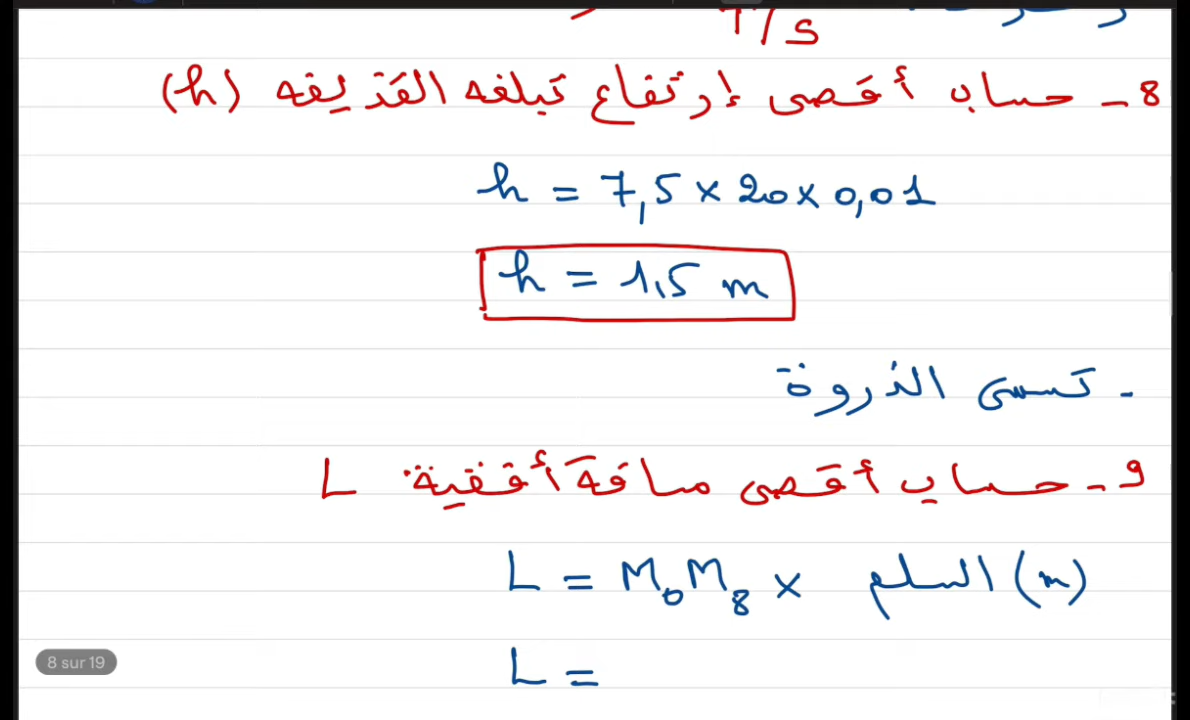 8 - حساب أقصى إرتفاع تبلغه القذيفه (h)
h = 7,5 × 20 × 0,01
h = 1,5 m
- تسمى الذروة
9 - حساب أقصى مسافة أفقية L
L = M₀M₈ × السلم (m)
L =
8 sur 19